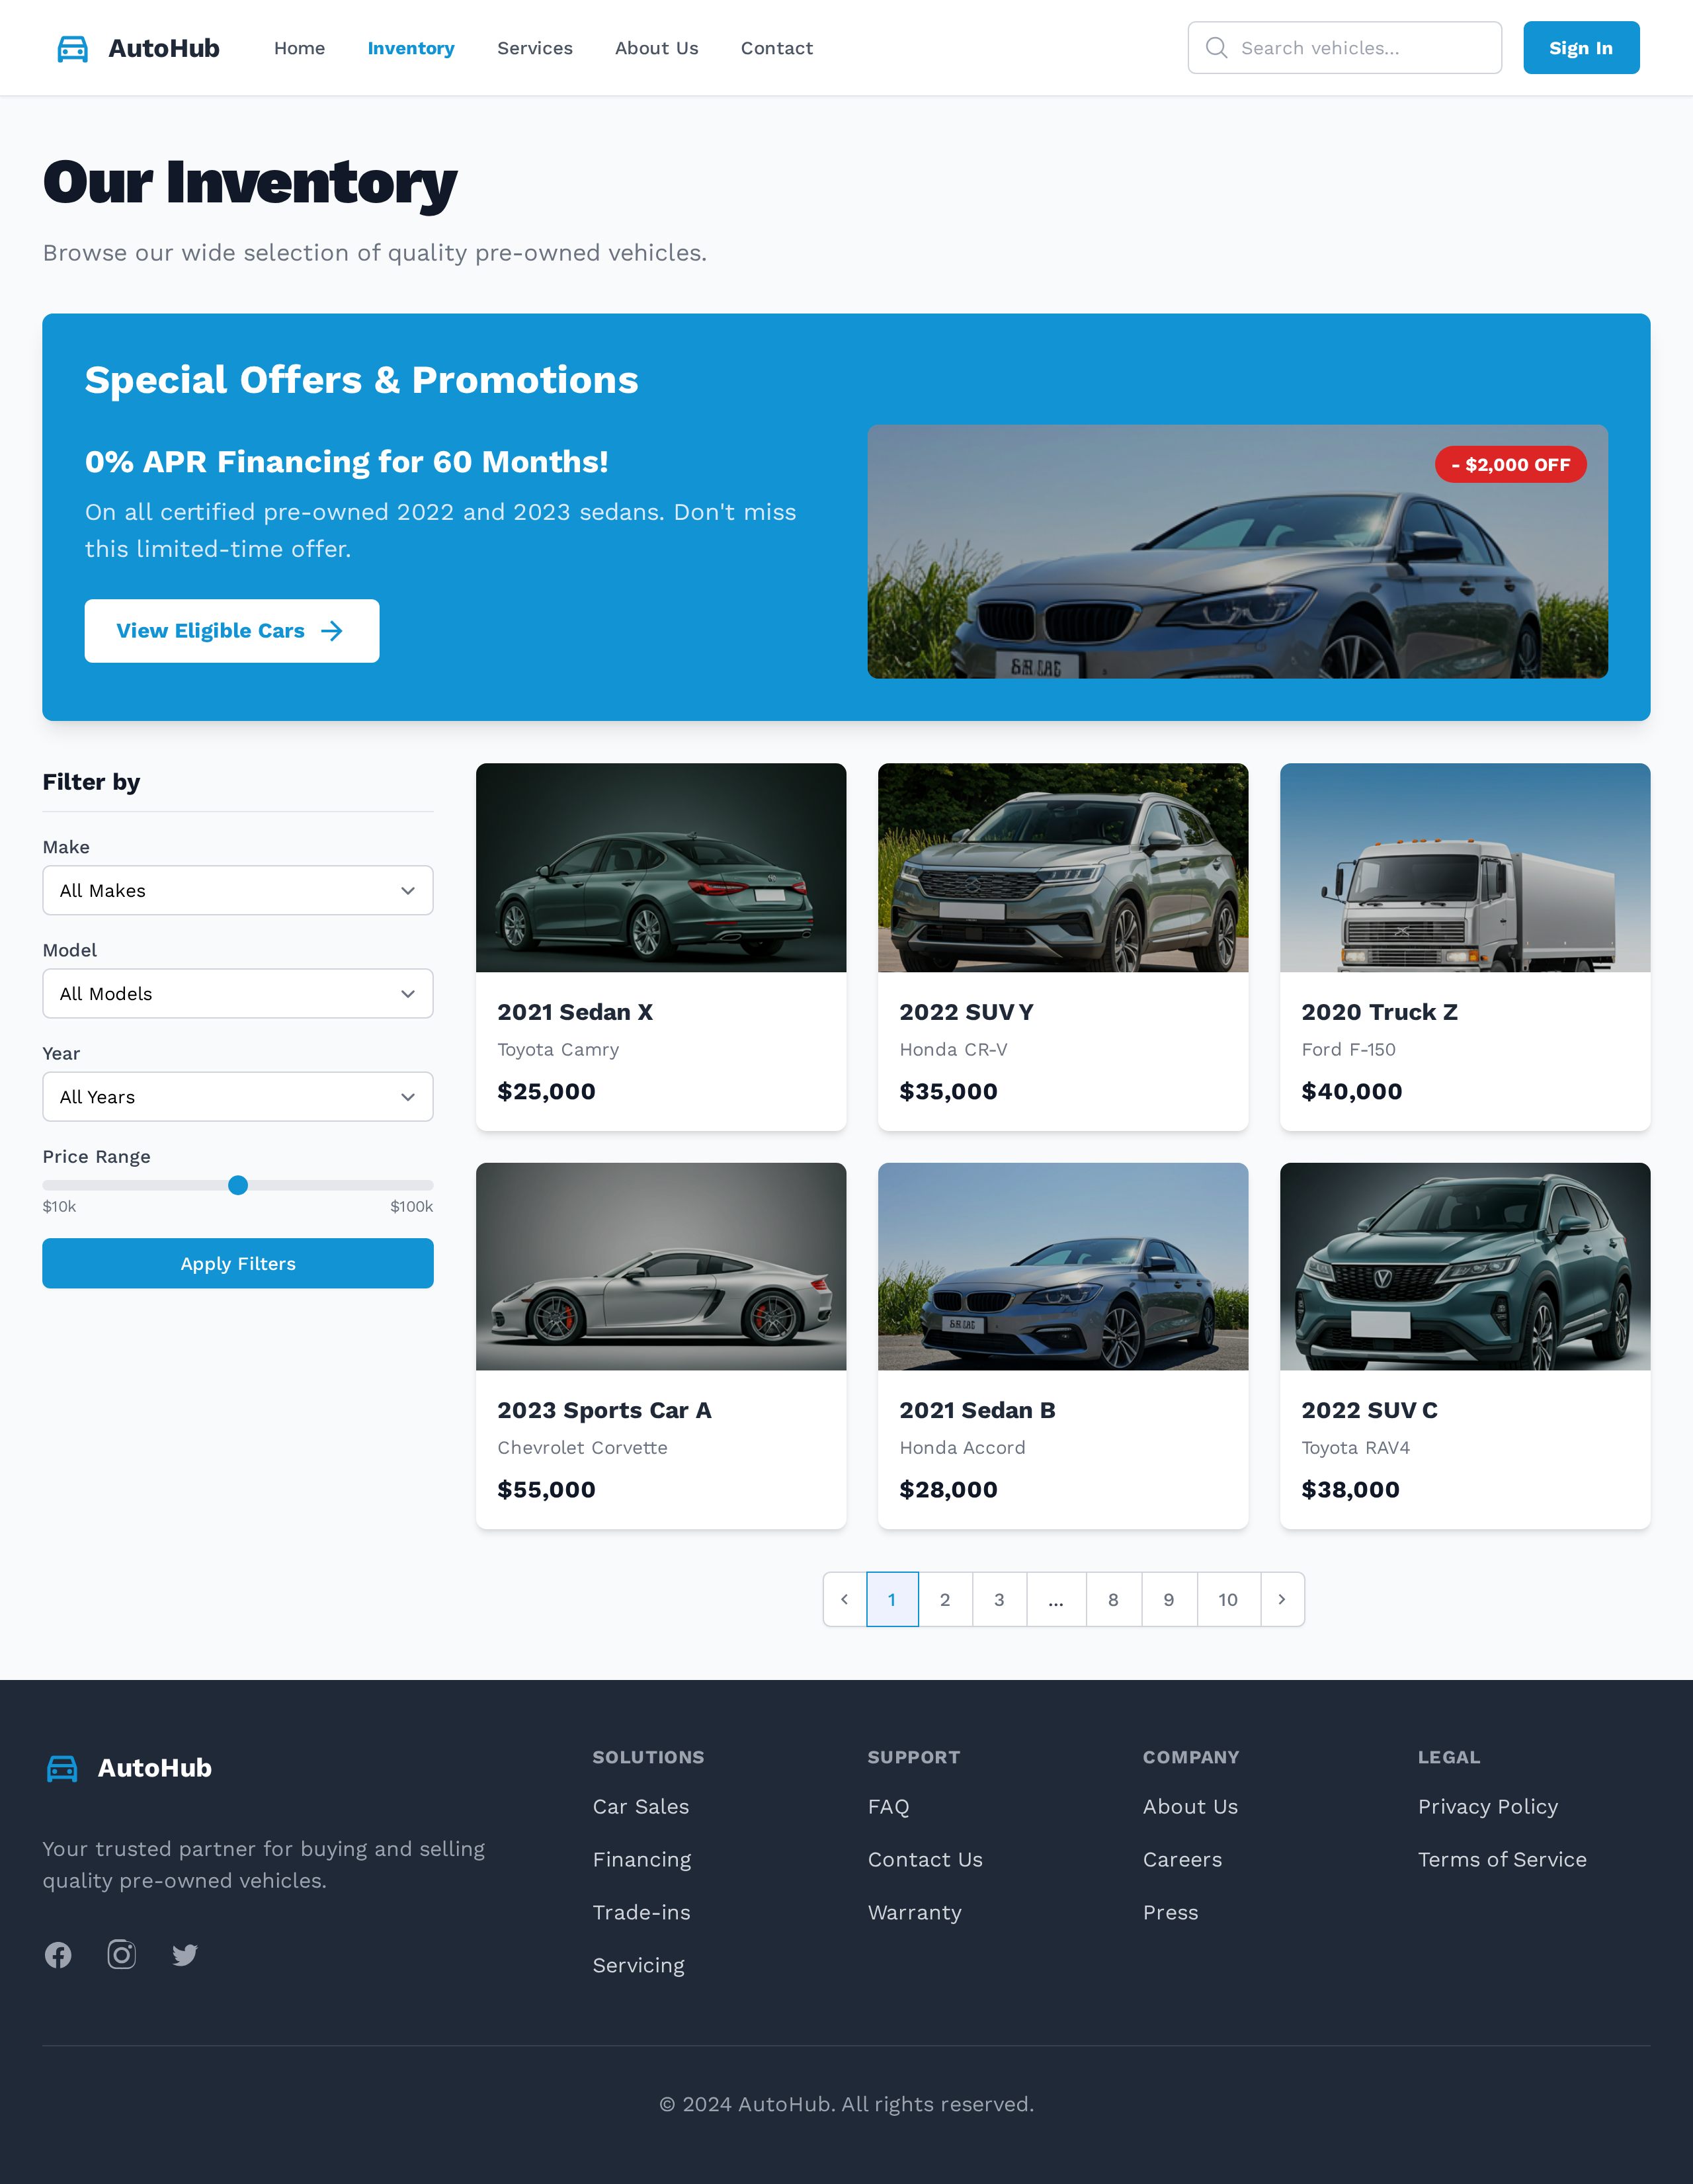 AutoHub
Home
Inventory
Services
About Us
Contact
Search vehicles...
Sign In
Our Inventory
Browse our wide selection of quality pre-owned vehicles.
Special Offers & Promotions
0% APR Financing for 60 Months!
On all certified pre-owned 2022 and 2023 sedans. Don't miss
this limited-time offer.
View Eligible Cars
- $2,000 OFF
Filter by
Make
All Makes
Model
All Models
Year
All Years
Price Range
$10k
$100k
Apply Filters
2021 Sedan X
Toyota Camry
$25,000
2022 SUV Y
Honda CR-V
$35,000
2020 Truck Z
Ford F-150
$40,000
2023 Sports Car A
Chevrolet Corvette
$55,000
2021 Sedan B
Honda Accord
$28,000
2022 SUV C
Toyota RAV4
$38,000
1
2
3
...
8
9
10
AutoHub
Your trusted partner for buying and selling
quality pre-owned vehicles.
SOLUTIONS
Car Sales
Financing
Trade-ins
Servicing
SUPPORT
FAQ
Contact Us
Warranty
COMPANY
About Us
Careers
Press
LEGAL
Privacy Policy
Terms of Service
© 2024 AutoHub. All rights reserved.